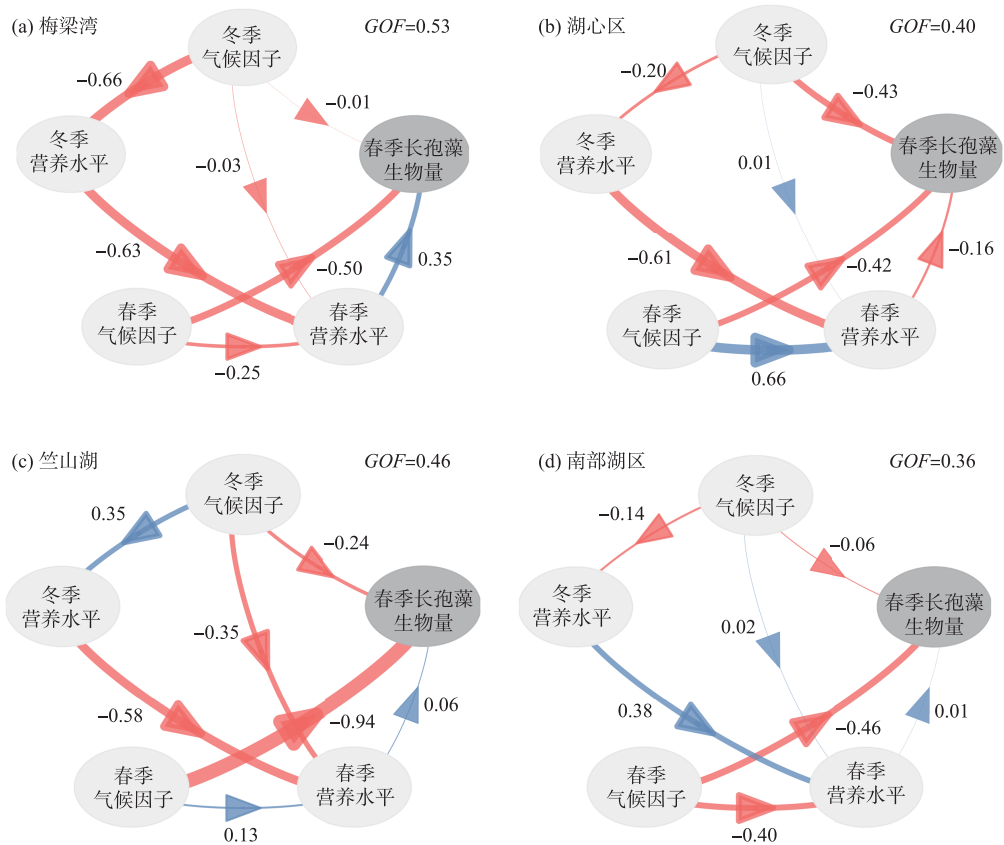 (a) 梅梁湾
GOF=0.53
冬季
气候因子
−0.66
−0.01
冬季
营养水平
春季长孢藻
生物量
−0.03
−0.63
−0.50
0.35
春季
气候因子
春季
营养水平
−0.25
(b) 湖心区
GOF=0.40
冬季
气候因子
−0.20
−0.43
冬季
营养水平
春季长孢藻
生物量
0.01
−0.61
−0.42
−0.16
春季
气候因子
春季
营养水平
0.66
(c) 竺山湖
GOF=0.46
冬季
气候因子
0.35
−0.24
冬季
营养水平
春季长孢藻
生物量
−0.35
−0.58
−0.94
0.06
春季
气候因子
春季
营养水平
0.13
(d) 南部湖区
GOF=0.36
冬季
气候因子
−0.14
−0.06
冬季
营养水平
春季长孢藻
生物量
0.02
0.38
−0.46
0.01
春季
气候因子
春季
营养水平
−0.40